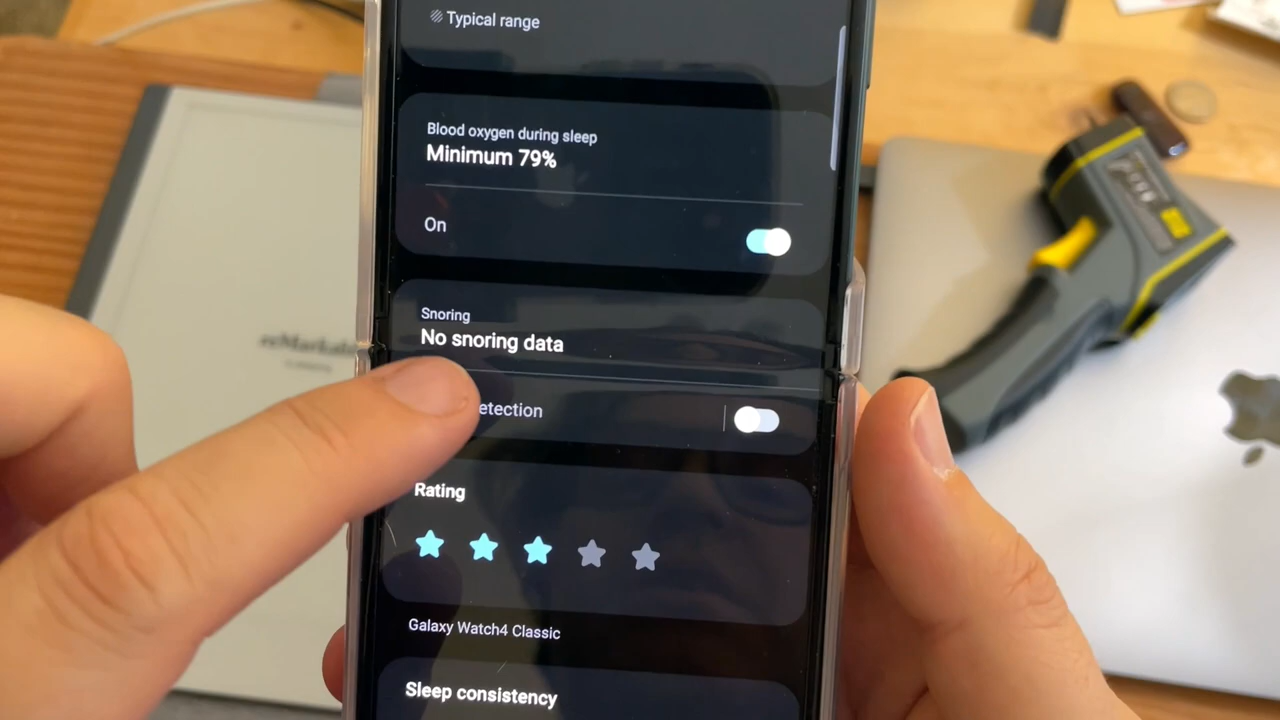 Typical range
Blood oxygen during sleep
Minimum 79%
On
Snoring
No snoring data
etection
Rating
Galaxy Watch4 Classic
Sleep consistency